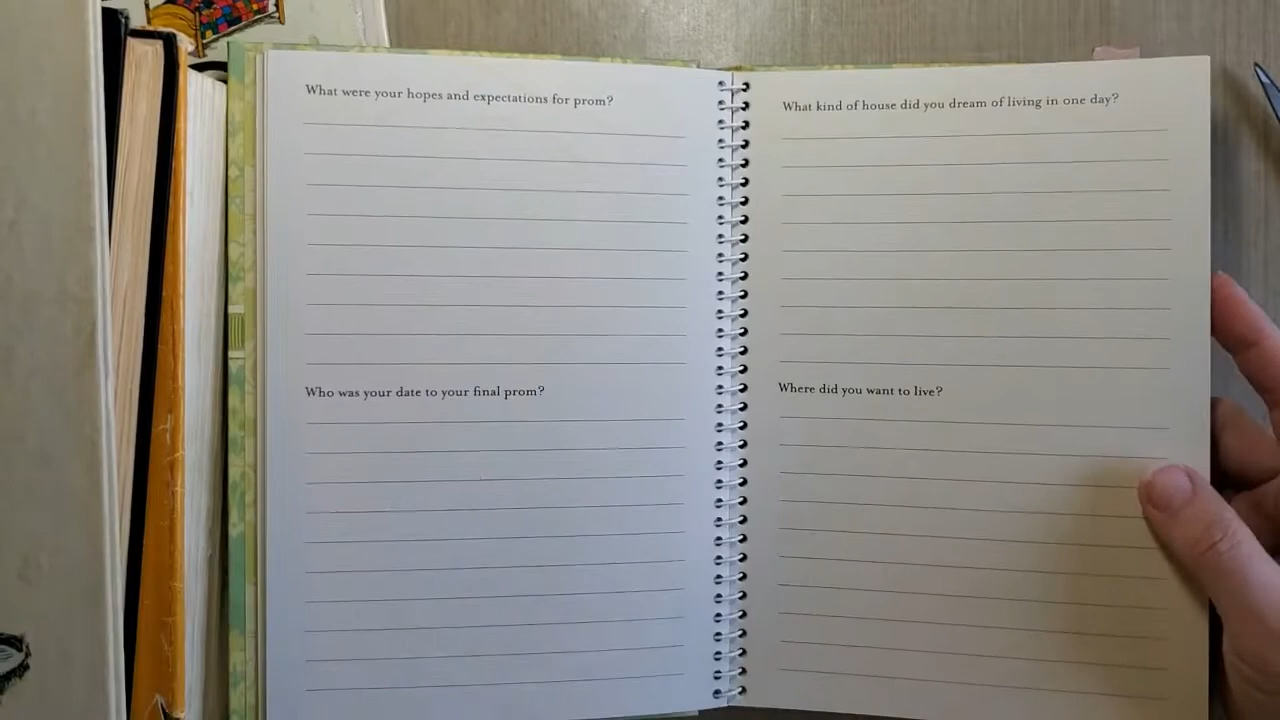 What were your hopes and expectations for prom?
Who was your date to your final prom?
What kind of house did you dream of living in one day?
Where did you want to live?